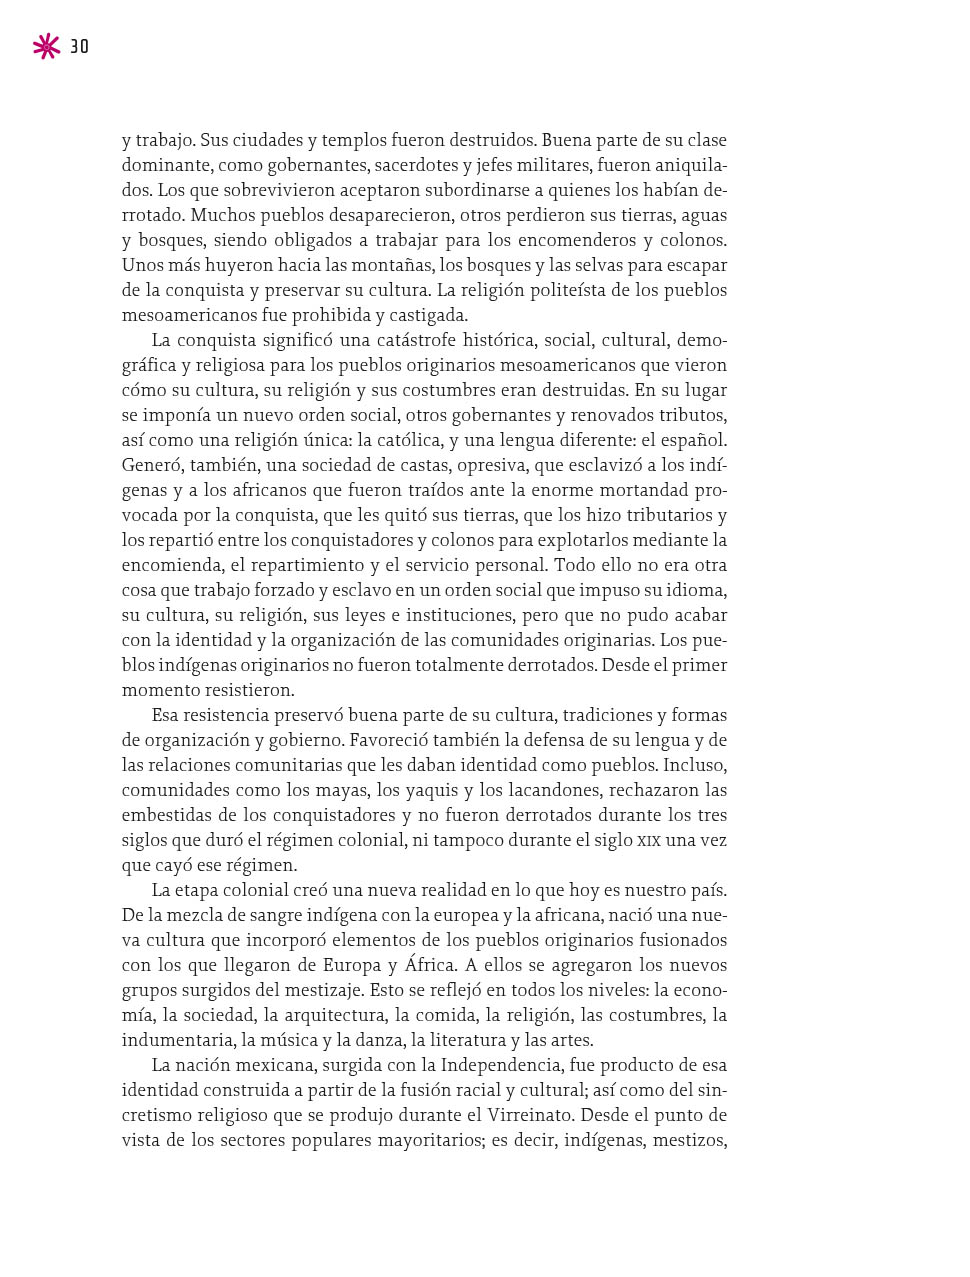 30
y trabajo. Sus ciudades y templos fueron destruidos. Buena parte de su clase
dominante, como gobernantes, sacerdotes y jefes militares, fueron aniquila-
dos. Los que sobrevivieron aceptaron subordinarse a quienes los habían de-
rrotado. Muchos pueblos desaparecieron, otros perdieron sus tierras, aguas
y bosques, siendo obligados a trabajar para los encomenderos y colonos.
Unos más huyeron hacia las montañas, los bosques y las selvas para escapar
de la conquista y preservar su cultura. La religión politeísta de los pueblos
mesoamericanos fue prohibida y castigada.
La conquista significó una catástrofe histórica, social, cultural, demo-
gráfica y religiosa para los pueblos originarios mesoamericanos que vieron
cómo su cultura, su religión y sus costumbres eran destruidas. En su lugar
se imponía un nuevo orden social, otros gobernantes y renovados tributos,
así como una religión única: la católica, y una lengua diferente: el español.
Generó, también, una sociedad de castas, opresiva, que esclavizó a los indí-
genas y a los africanos que fueron traídos ante la enorme mortandad pro-
vocada por la conquista, que les quitó sus tierras, que los hizo tributarios y
los repartió entre los conquistadores y colonos para explotarlos mediante la
encomienda, el repartimiento y el servicio personal. Todo ello no era otra
cosa que trabajo forzado y esclavo en un orden social que impuso su idioma,
su cultura, su religión, sus leyes e instituciones, pero que no pudo acabar
con la identidad y la organización de las comunidades originarias. Los pue-
blos indígenas originarios no fueron totalmente derrotados. Desde el primer
momento resistieron.
Esa resistencia preservó buena parte de su cultura, tradiciones y formas
de organización y gobierno. Favoreció también la defensa de su lengua y de
las relaciones comunitarias que les daban identidad como pueblos. Incluso,
comunidades como los mayas, los yaquis y los lacandones, rechazaron las
embestidas de los conquistadores y no fueron derrotados durante los tres
siglos que duró el régimen colonial, ni tampoco durante el siglo XIX una vez
que cayó ese régimen.
La etapa colonial creó una nueva realidad en lo que hoy es nuestro país.
De la mezcla de sangre indígena con la europea y la africana, nació una nue-
va cultura que incorporó elementos de los pueblos originarios fusionados
con los que llegaron de Europa y África. A ellos se agregaron los nuevos
grupos surgidos del mestizaje. Esto se reflejó en todos los niveles: la econo-
mía, la sociedad, la arquitectura, la comida, la religión, las costumbres, la
indumentaria, la música y la danza, la literatura y las artes.
La nación mexicana, surgida con la Independencia, fue producto de esa
identidad construida a partir de la fusión racial y cultural; así como del sin-
cretismo religioso que se produjo durante el Virreinato. Desde el punto de
vista de los sectores populares mayoritarios; es decir, indígenas, mestizos,